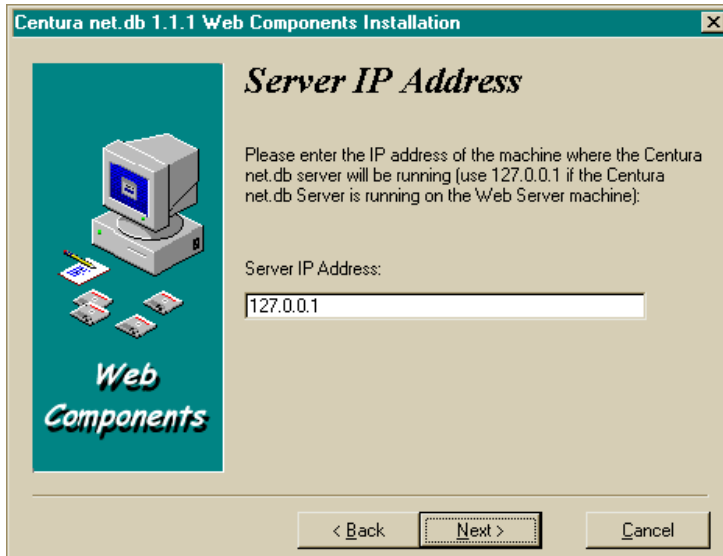 Centura net.db 1.1.1 Web Components Installation
Server IP Address
Please enter the IP address of the machine where the Centura
net.db server will be running (use 127.0.0.1 if the Centura
net.db Server is running on the Web Server machine):
Server IP Address:
127.0.0.1
Web
Components
< Back
Next >
Cancel